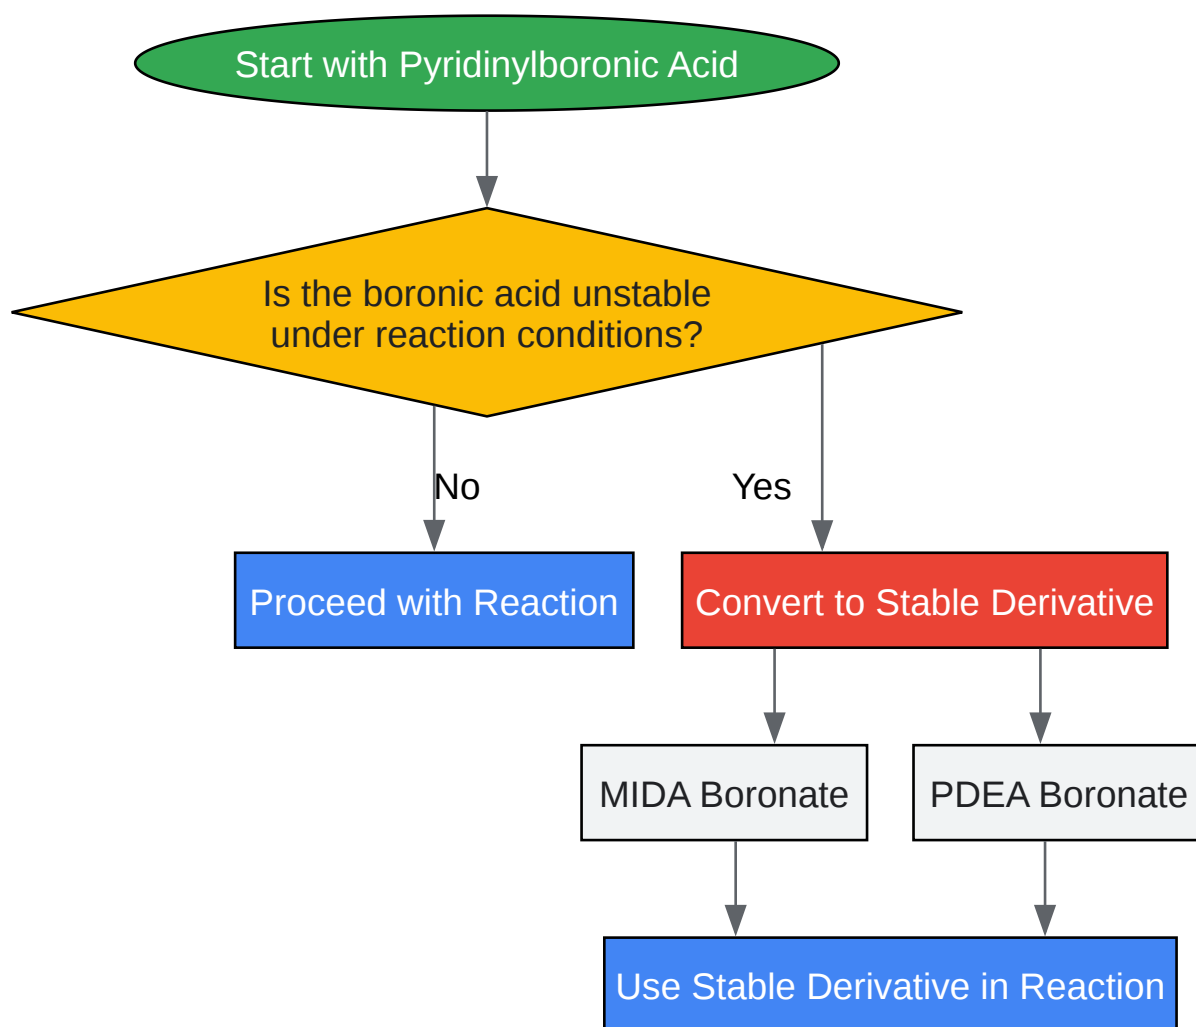 Start with Pyridinylboronic Acid
Is the boronic acid unstable
under reaction conditions?
No
Yes
Proceed with Reaction
Convert to Stable Derivative
MIDA Boronate
PDEA Boronate
Use Stable Derivative in Reaction